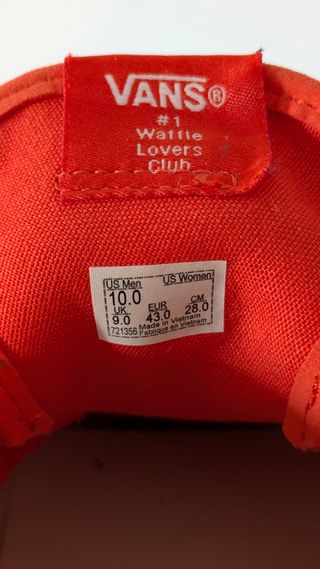 VANS®
#1
Waffle
Lovers
Club
US Men US Women
10.0
UK EUR CM
9.0 43.0 28.0
Made in Vietnam
721356 Fabriqué en Vietnam